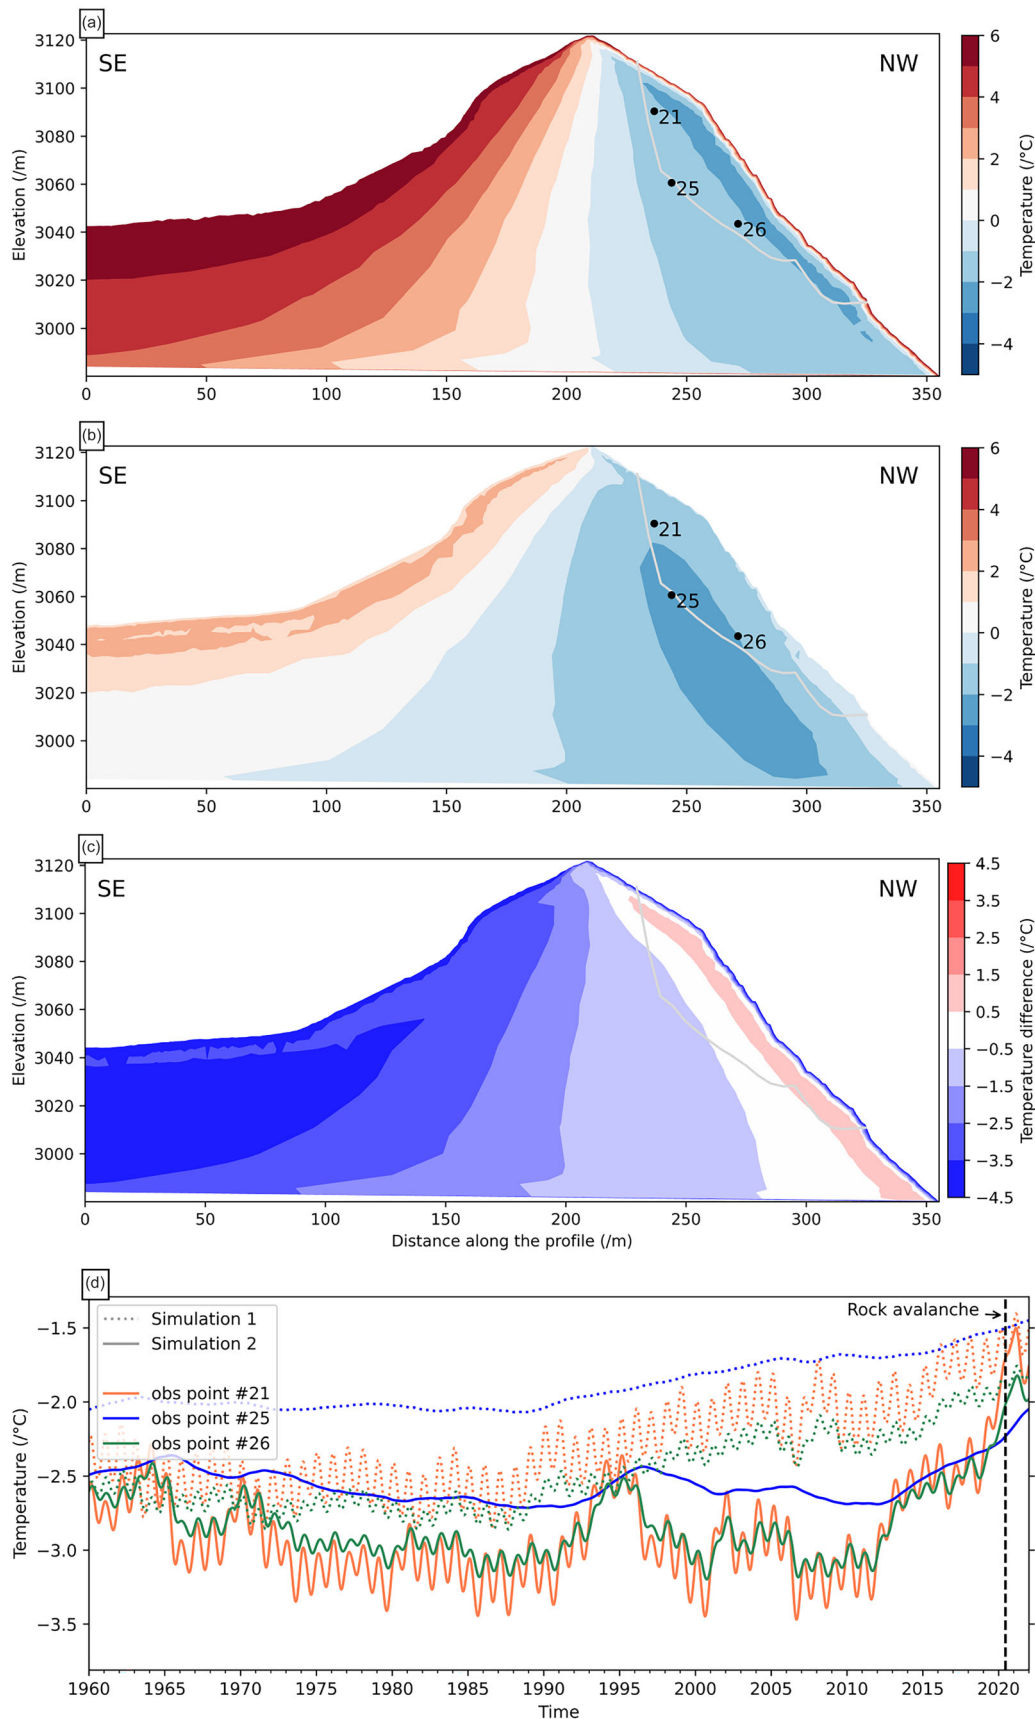 (a)
SE
NW
21
25
26
Elevation (/m)
3120
3100
3080
3060
3040
3020
3000
0 50 100 150 200 250 300 350
6
4
2
0
−2
−4
Temperature (/°C)
(b)
SE
NW
21
25
26
Elevation (/m)
3120
3100
3080
3060
3040
3020
3000
0 50 100 150 200 250 300 350
6
4
2
0
−2
−4
Temperature (/°C)
(c)
SE
NW
Elevation (/m)
3120
3100
3080
3060
3040
3020
3000
0 50 100 150 200 250 300 350
Distance along the profile (/m)
4.5
3.5
2.5
1.5
0.5
−0.5
−1.5
−2.5
−3.5
−4.5
Temperature difference (/°C)
(d)
Simulation 1
Simulation 2
obs point #21
obs point #25
obs point #26
Rock avalanche
Temperature (/°C)
−1.5
−2.0
−2.5
−3.0
−3.5
1960 1965 1970 1975 1980 1985 1990 1995 2000 2005 2010 2015 2020
Time